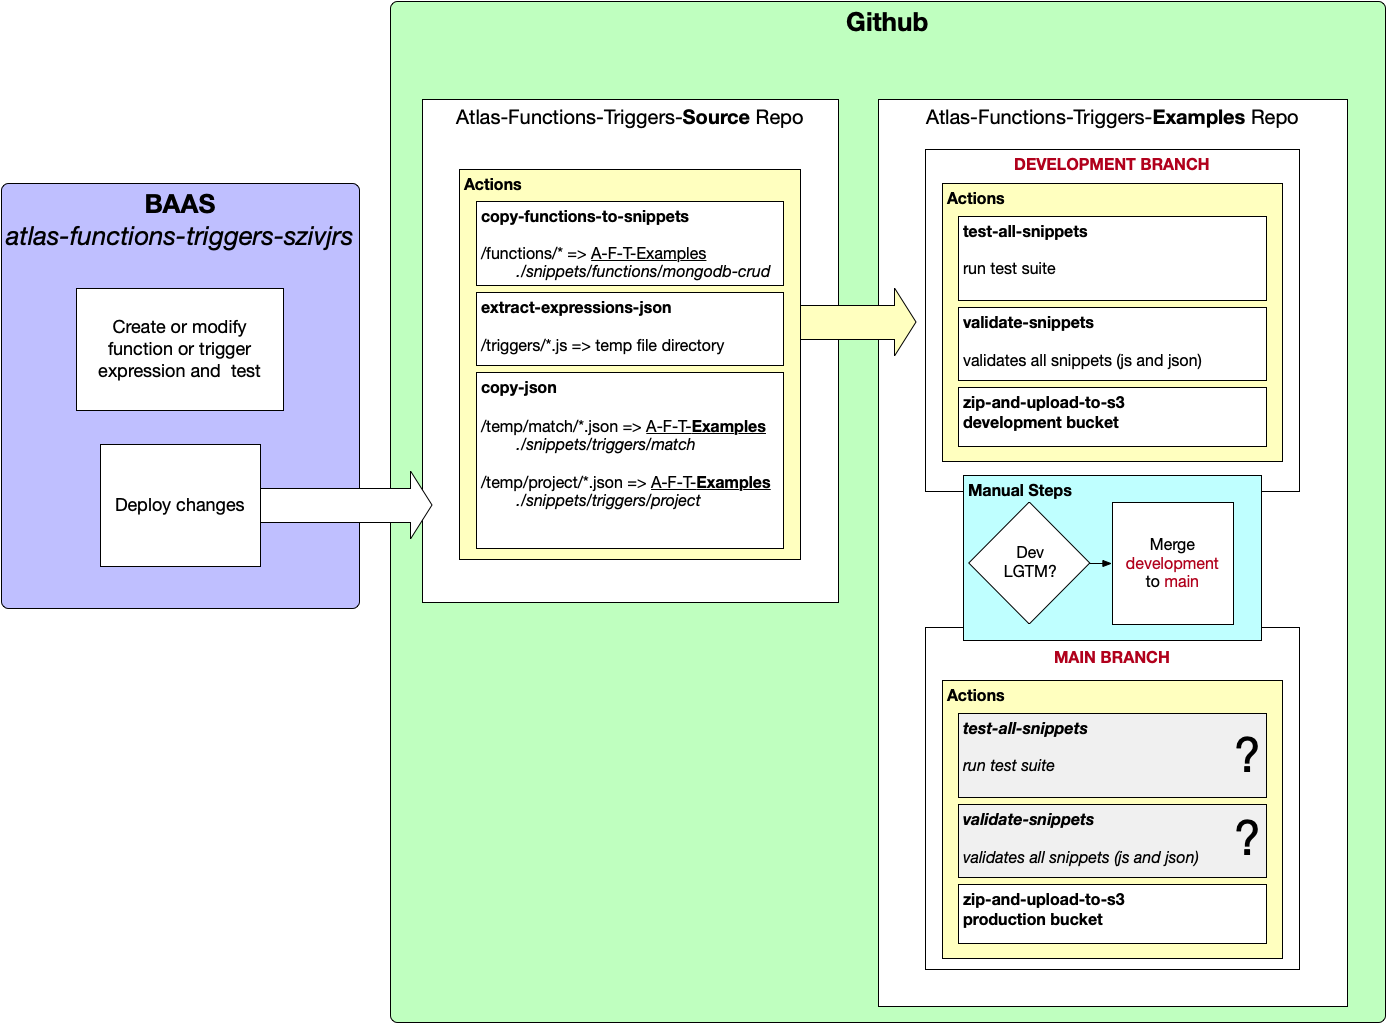 Github
BAAS
atlas-functions-triggers-szivjrs
Create or modify
function or trigger
expression and test
Deploy changes
Atlas-Functions-Triggers-Source Repo
Actions
copy-functions-to-snippets
/functions/* => A-F-T-Examples
./snippets/functions/mongodb-crud
extract-expressions-json
/triggers/*.js => temp file directory
copy-json
/temp/match/*.json => A-F-T-Examples
./snippets/triggers/match
/temp/project/*.json => A-F-T-Examples
./snippets/triggers/project
Atlas-Functions-Triggers-Examples Repo
DEVELOPMENT BRANCH
Actions
test-all-snippets
run test suite
validate-snippets
validates all snippets (js and json)
zip-and-upload-to-s3
development bucket
Manual Steps
Dev
LGTM?
Merge
development
to main
MAIN BRANCH
Actions
test-all-snippets
run test suite
?
validate-snippets
validates all snippets (js and json)
?
zip-and-upload-to-s3
production bucket